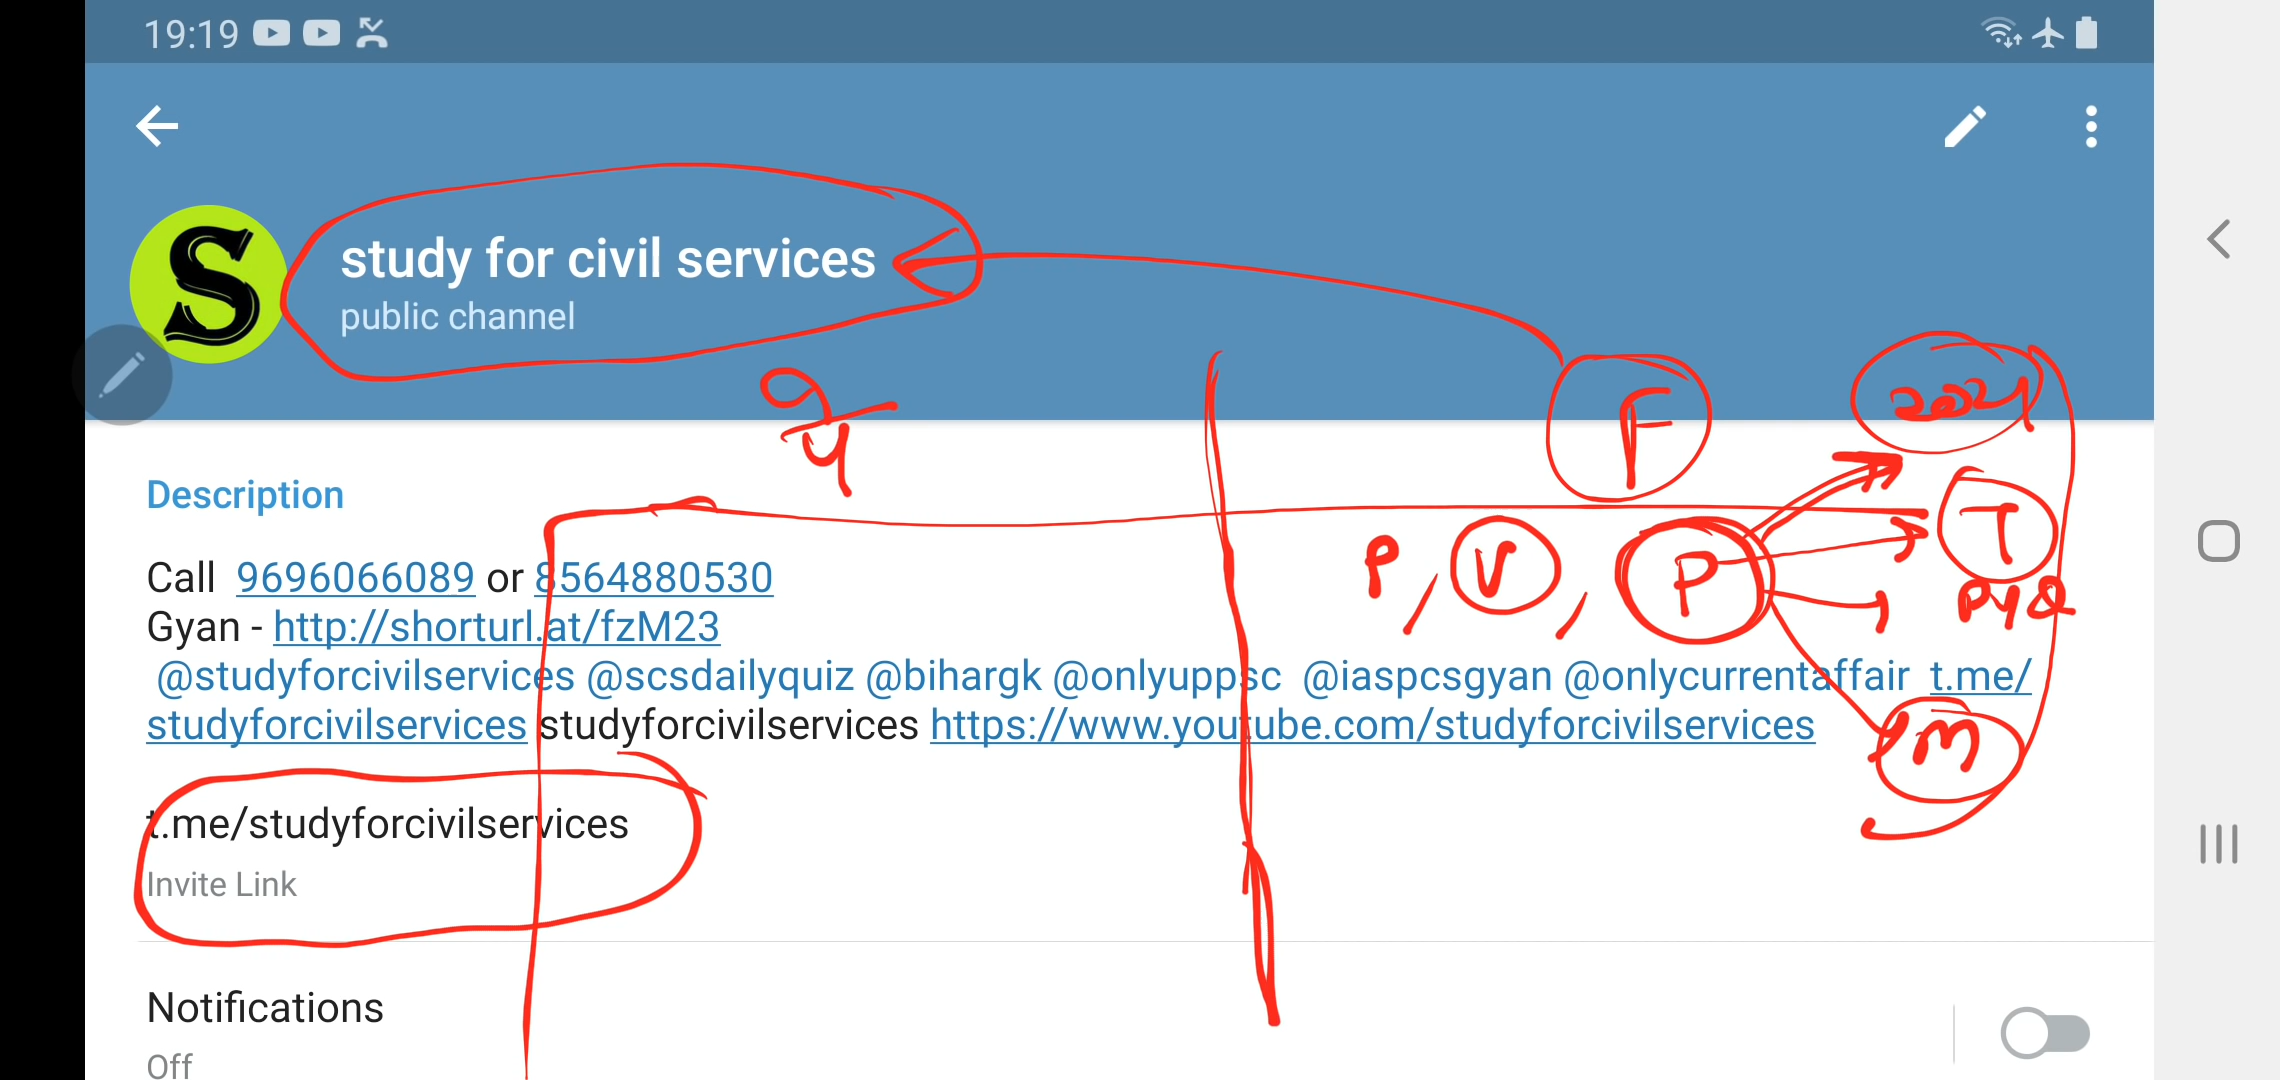 19:19
study for civil services
public channel
F
2021
Description
T
P, V, P
PYQ
Call 9696066089 or 8564880530
Gyan - http://shorturl.at/fzM23
@studyforcivilservices @scsdailyquiz @bihargk @onlyuppsc @iaspcsgyan @onlycurrentaffair t.me/
studyforcivilservices studyforcivilservices https://www.youtube.com/studyforcivilservices
M
t.me/studyforcivilservices
Invite Link
Notifications
Off